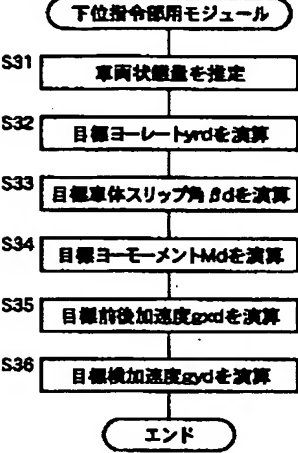 下位指令部用モジュール
S31
車両状態量を推定
S32
目標ヨーレートyrdを演算
S33
目標車体スリップ角βdを演算
S34
目標ヨーモーメントMdを演算
S35
目標前後加速度gxdを演算
S36
目標横加速度gydを演算
エンド